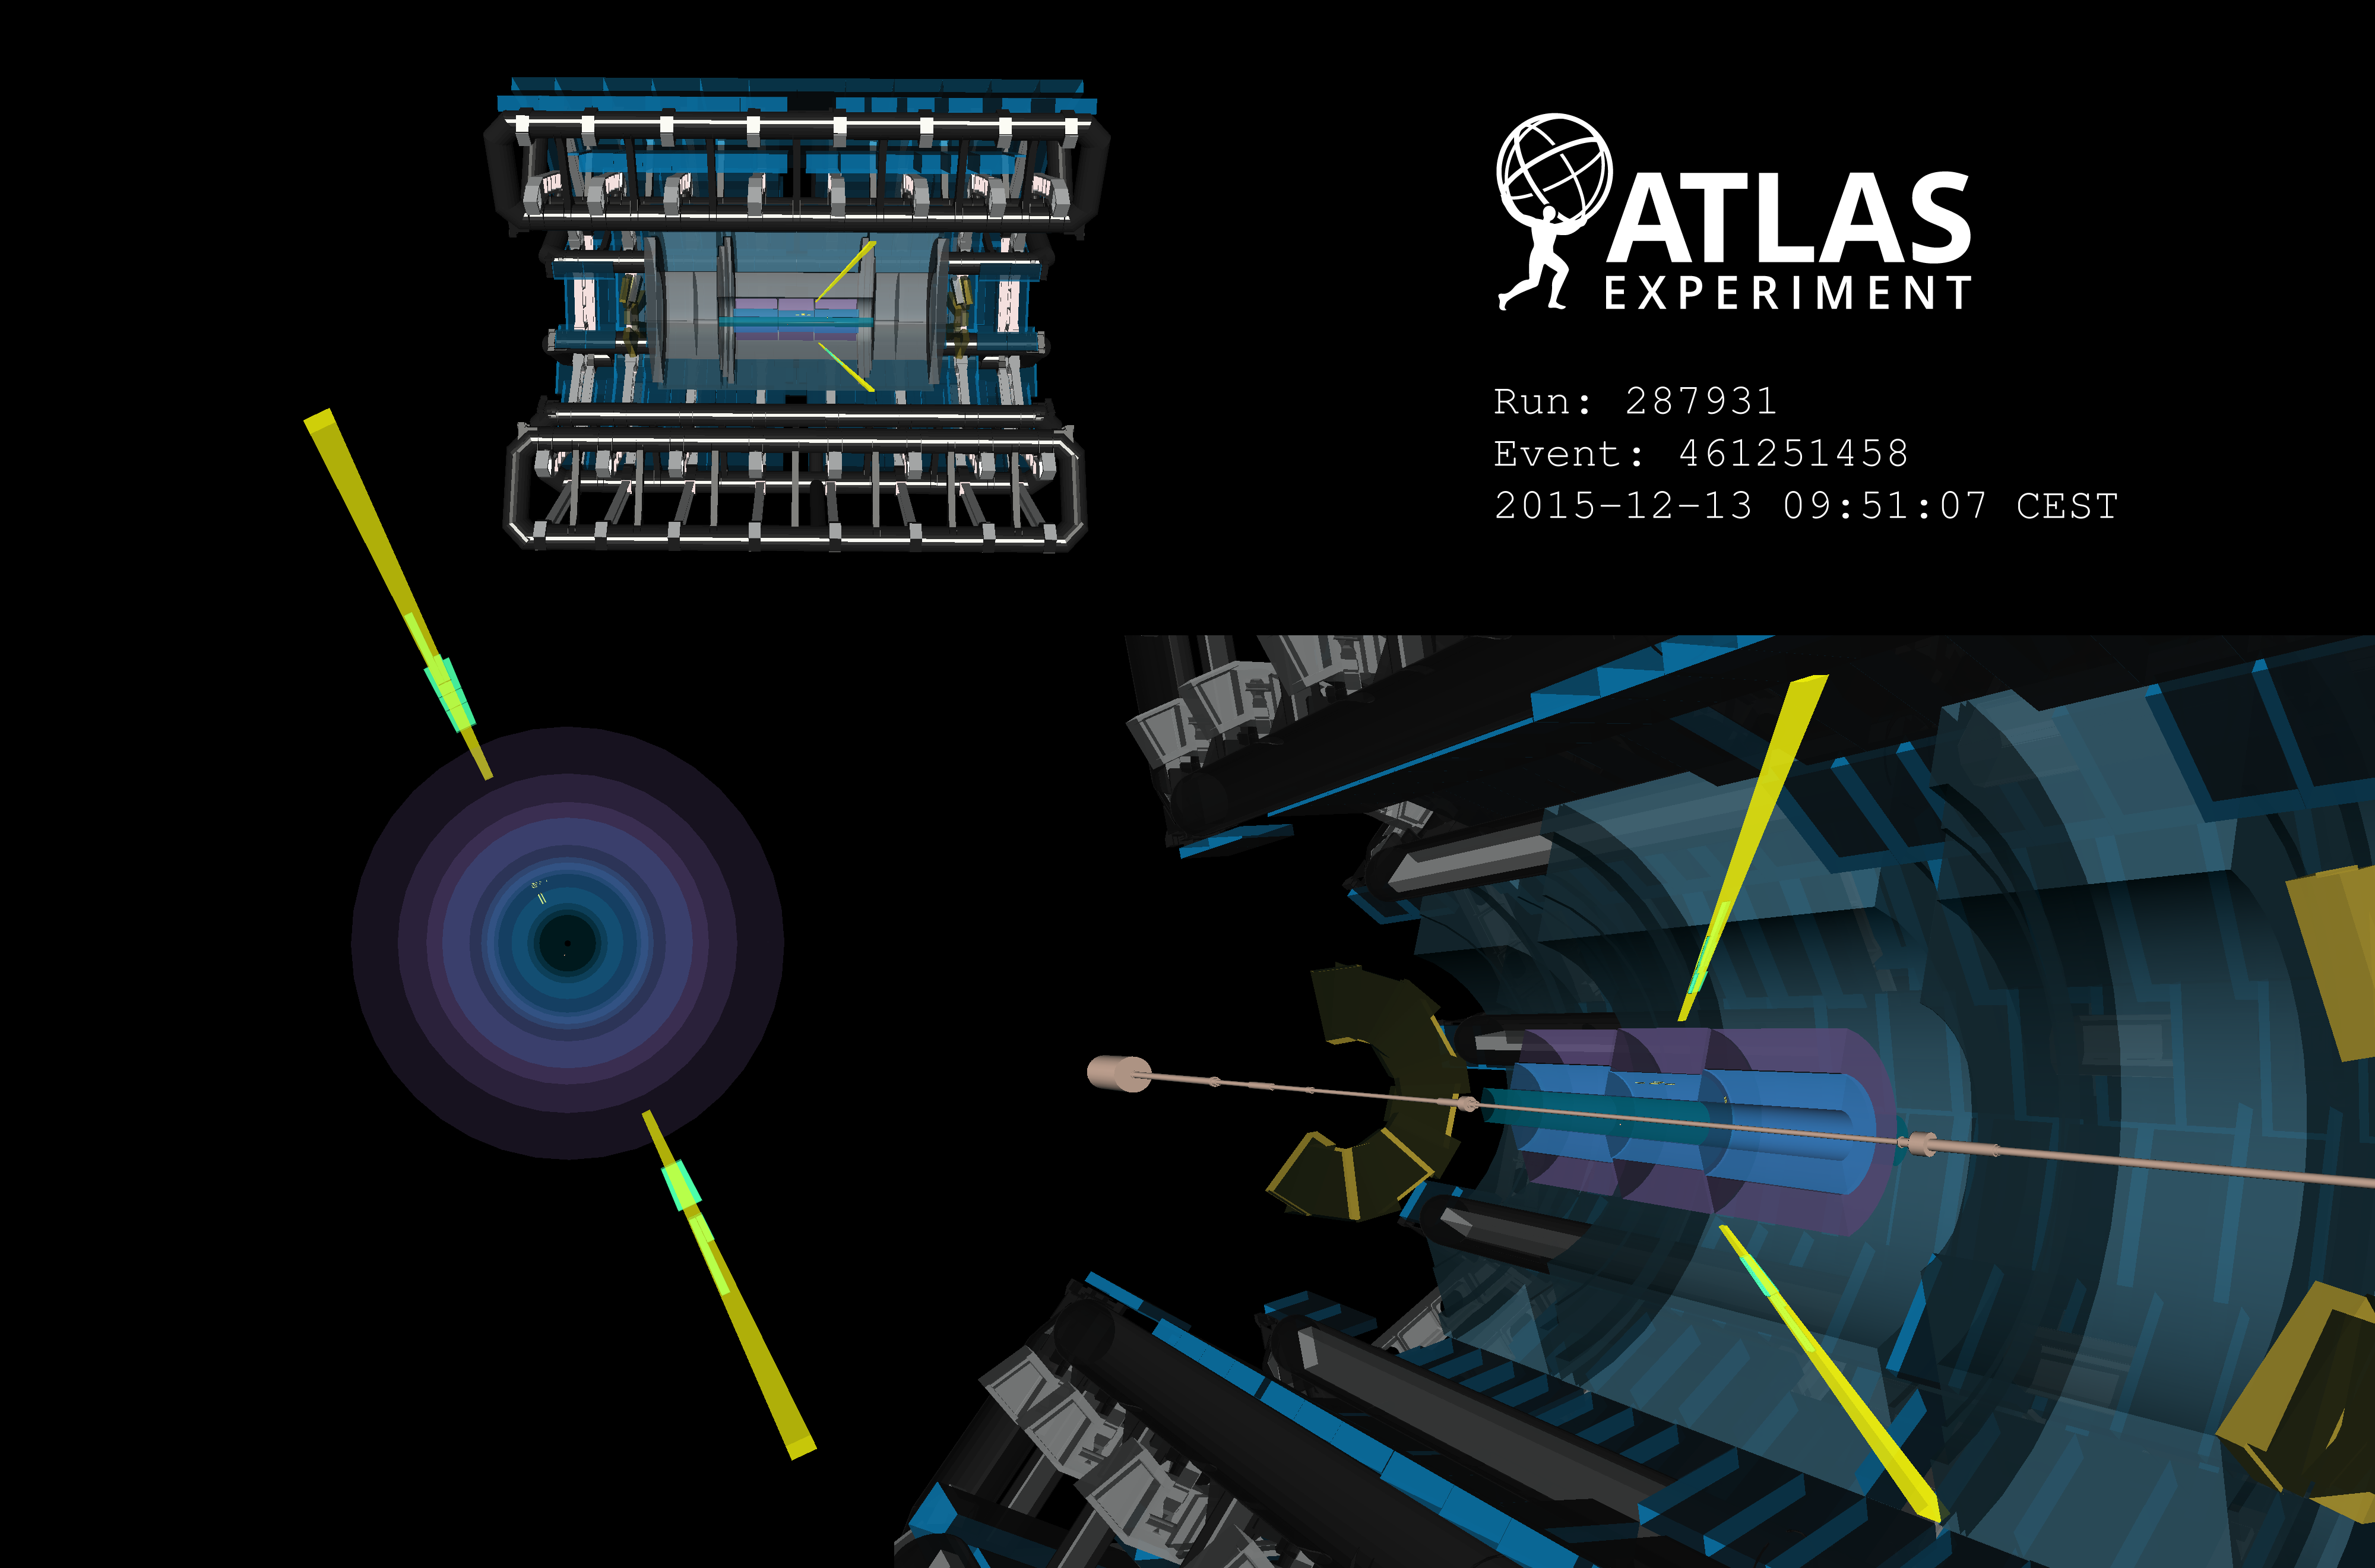 ATLAS
EXPERIMENT
Run: 287931
Event: 461251458
2015-12-13 09:51:07 CEST